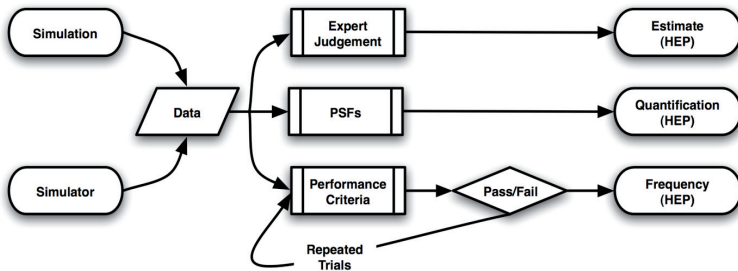 Simulation
Expert
Judgement
Estimate
(HEP)
Data
PSFs
Quantification
(HEP)
Simulator
Performance
Criteria
Pass/Fail
Frequency
(HEP)
Repeated
Trials